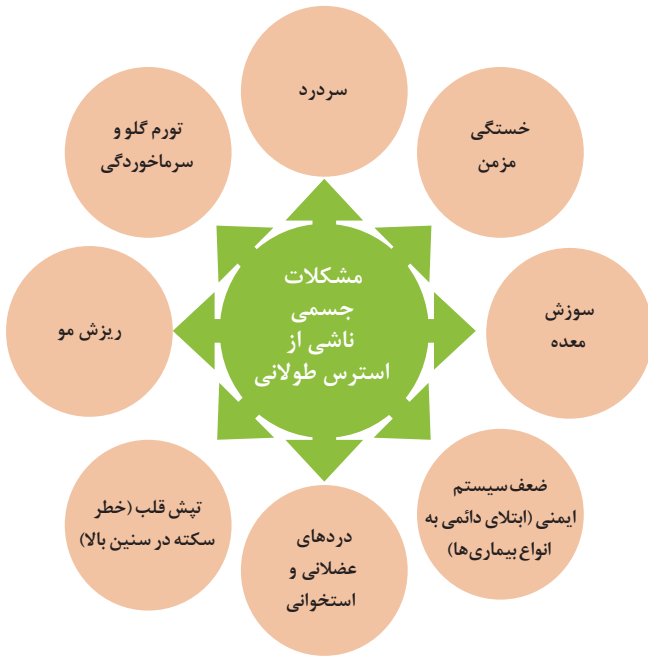 مشکلات
جسمی
ناشی از
استرس طولانی
سردرد
خستگی
مزمن
سوزش
معده
ضعف سیستم
ایمنی (ابتلای دائمی به
انواع بیماری‌ها)
دردهای
عضلانی و
استخوانی
تپش قلب (خطر
سکته در سنین بالا)
ریزش مو
تورم گلو و
سرماخوردگی